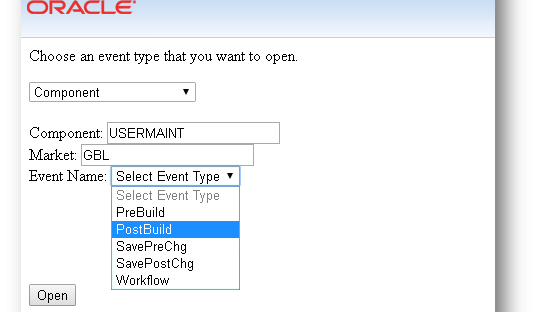 ORACLE
Choose an event type that you want to open.
Component
Component: USERMAINT
Market: GBL
Event Name: Select Event Type
Select Event Type
PreBuild
PostBuild
SavePreChg
SavePostChg
Workflow
Open